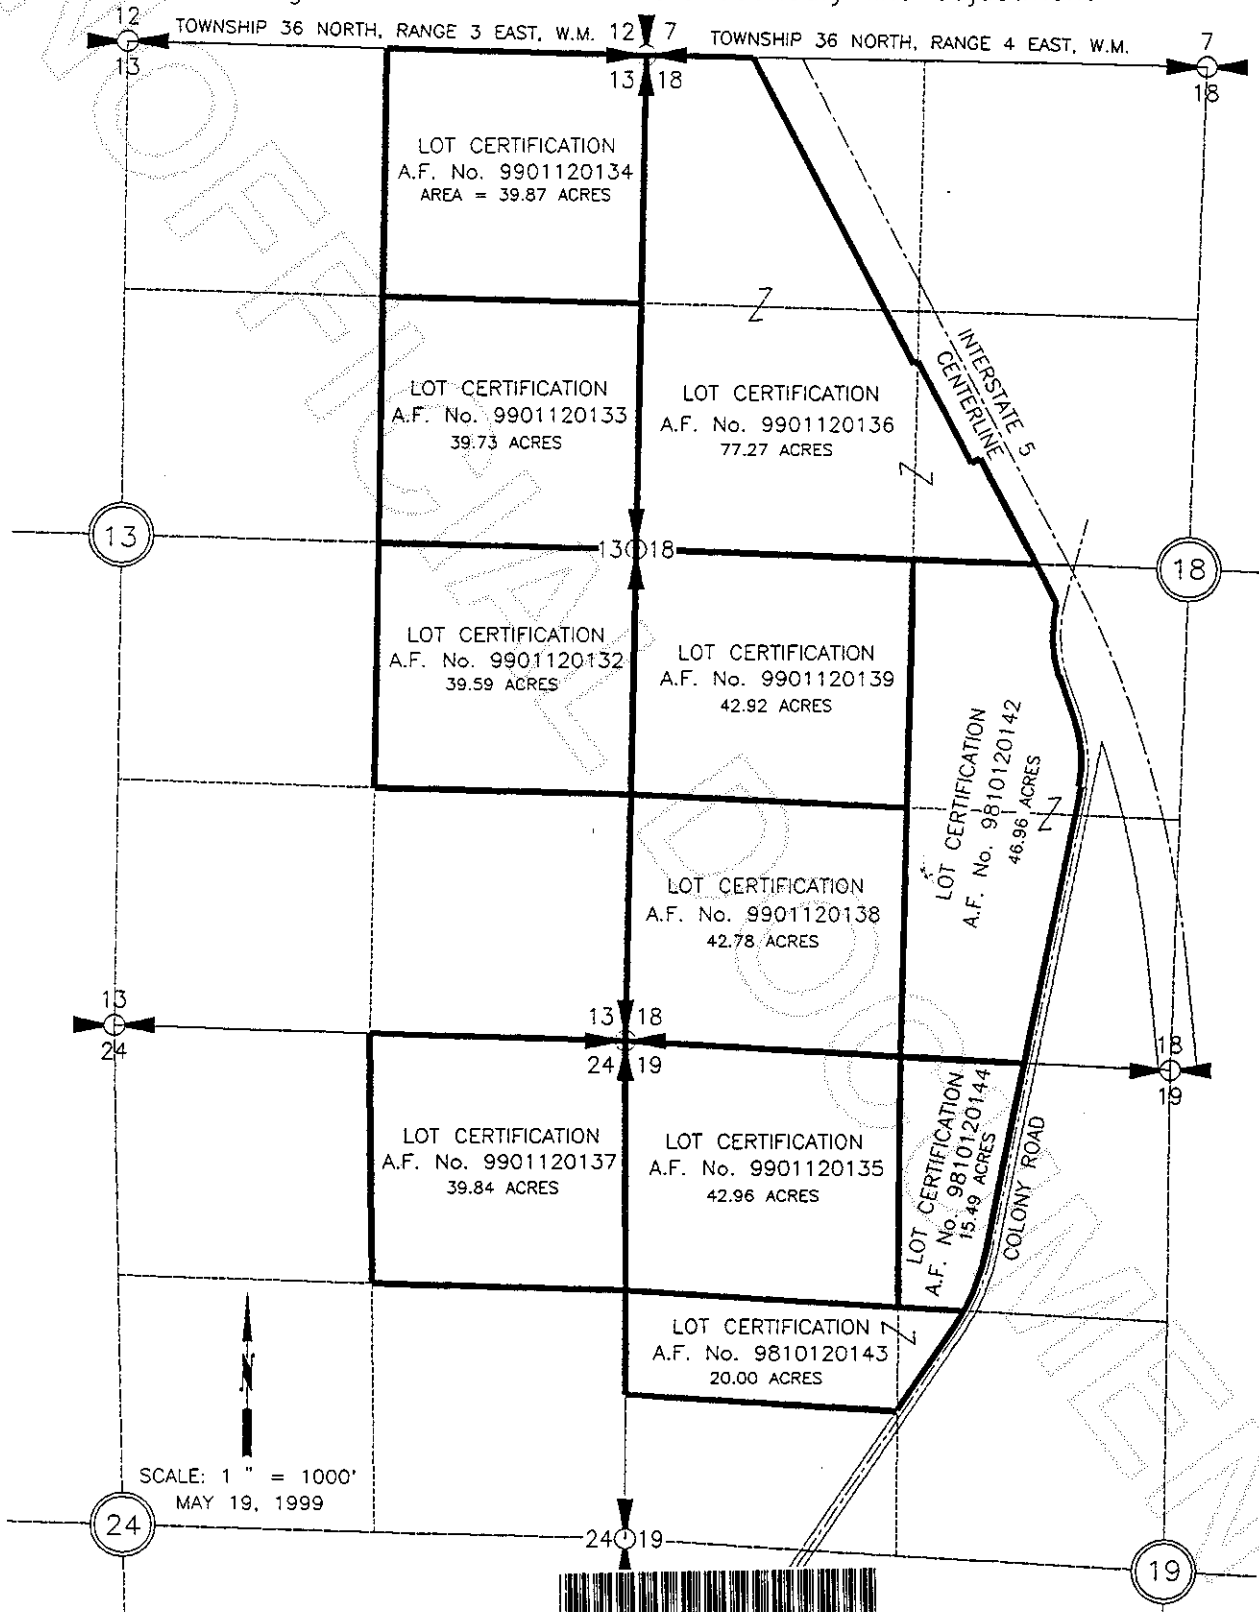 12
TOWNSHIP 36 NORTH, RANGE 3 EAST, W.M.
12 7
TOWNSHIP 36 NORTH, RANGE 4 EAST, W.M.
7
13
13 18
18
LOT CERTIFICATION
A.F. No. 9901120134
AREA = 39.87 ACRES
INTERSTATE 5
CENTERLINE
LOT CERTIFICATION
A.F. No. 9901120133
39.73 ACRES
LOT CERTIFICATION
A.F. No. 9901120136
77.27 ACRES
13
13 18
18
LOT CERTIFICATION
A.F. No. 9901120132
39.59 ACRES
LOT CERTIFICATION
A.F. No. 9901120139
42.92 ACRES
LOT CERTIFICATION
A.F. No. 9810120142
46.96 ACRES
LOT CERTIFICATION
A.F. No. 9901120138
42.78 ACRES
13
24
13 18
24 19
18
19
LOT CERTIFICATION
A.F. No. 9901120137
39.84 ACRES
LOT CERTIFICATION
A.F. No. 9901120135
42.96 ACRES
LOT CERTIFICATION
A.F. No. 9810120144
15.49 ACRES
COLONY ROAD
LOT CERTIFICATION
A.F. No. 9810120143
20.00 ACRES
N
SCALE: 1 " = 1000'
MAY 19, 1999
24
24 19
19
UNOFFICIAL DOCUMENT